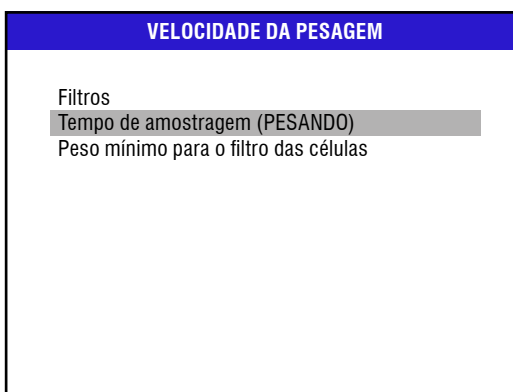 VELOCIDADE DA PESAGEM
Filtros
Tempo de amostragem (PESANDO)
Peso mínimo para o filtro das células